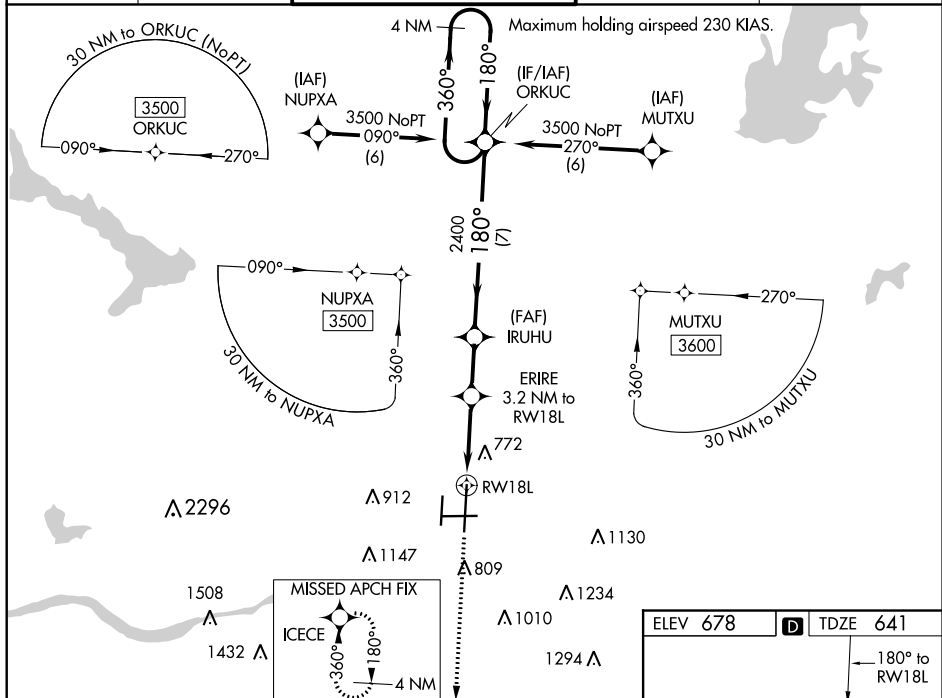 30 NM to ORKUC (NoPT)
3500
ORKUC
090°
270°
4 NM
Maximum holding airspeed 230 KIAS.
360°
180°
(IAF)
NUPXA
3500 NoPT
090°
(6)
(IF/IAF)
ORKUC
(IAF)
MUTXU
3500 NoPT
270°
(6)
2400
180°
(7)
090°
NUPXA
3500
360°
30 NM to NUPXA
270°
MUTXU
3600
360°
30 NM to MUTXU
(FAF)
IRUHU
ERIRE
3.2 NM to
RW18L
772
RW18L
2296
912
1130
1147
809
1508
1234
1010
1432
1294
MISSED APCH FIX
ICECE
360°
180°
4 NM
ELEV 678
D
TDZE 641
180° to
RW18L